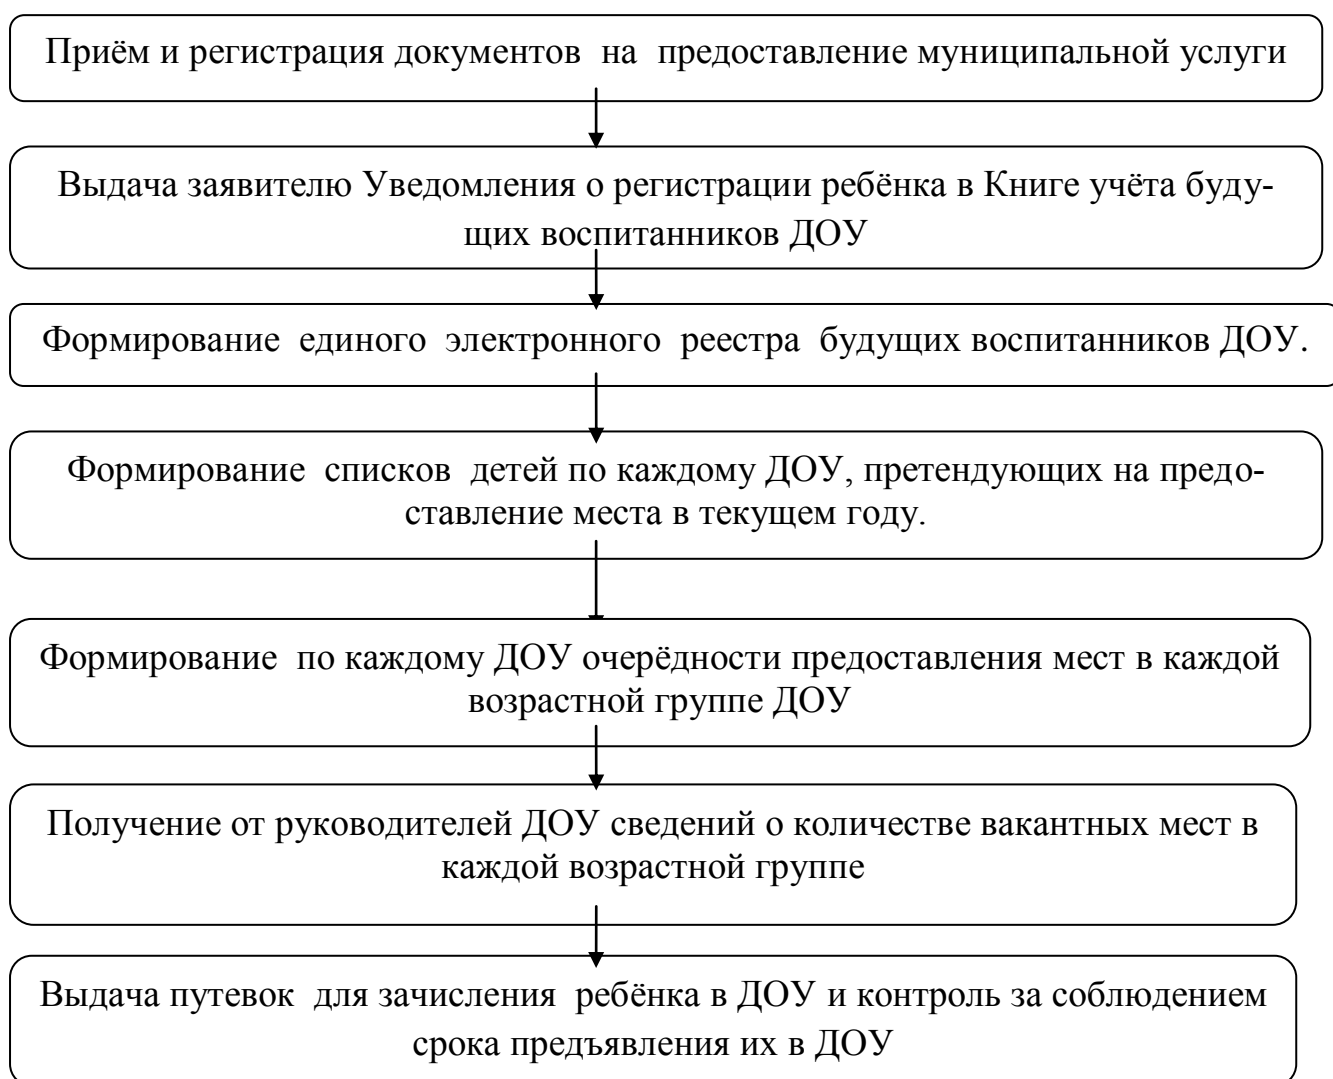 Приём и регистрация документов на предоставление муниципальной услуги
Выдача заявителю Уведомления о регистрации ребёнка в Книге учёта буду-
щих воспитанников ДОУ
Формирование единого электронного реестра будущих воспитанников ДОУ.
Формирование списков детей по каждому ДОУ, претендующих на предо-
ставление места в текущем году.
Формирование по каждому ДОУ очерёдности предоставления мест в каждой
возрастной группе ДОУ
Получение от руководителей ДОУ сведений о количестве вакантных мест в
каждой возрастной группе
Выдача путевок для зачисления ребёнка в ДОУ и контроль за соблюдением
срока предъявления их в ДОУ